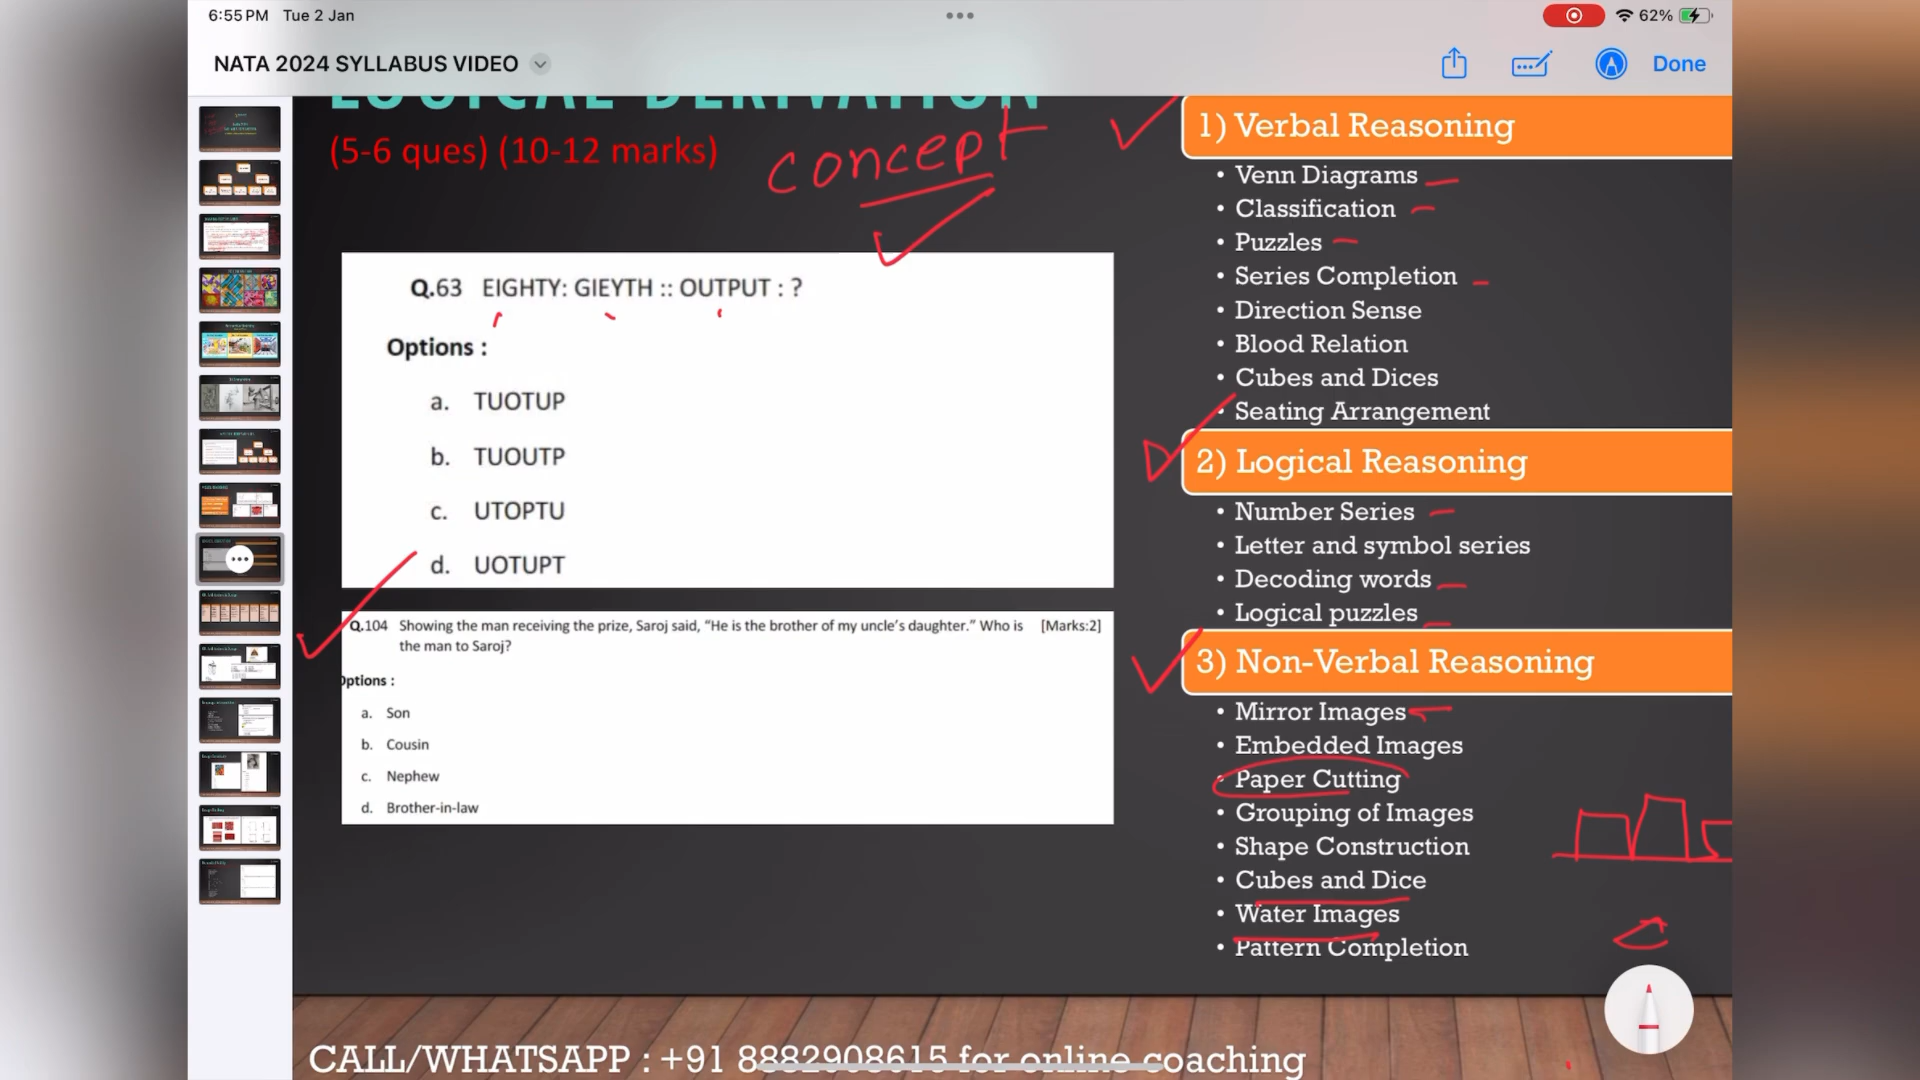 6:55 PM Tue 2 Jan
62%
NATA 2024 SYLLABUS VIDEO
Done
LOGICAL DERIVATION
(5-6 ques) (10-12 marks)
concept
Q.63 EIGHTY: GIEYTH :: OUTPUT : ?
Options :
a. TUOTUP
b. TUOUTP
c. UTOPTU
d. UOTUPT
Q.104 Showing the man receiving the prize, Saroj said, “He is the brother of my uncle’s daughter.” Who is [Marks:2]
the man to Saroj?
Options :
a. Son
b. Cousin
c. Nephew
d. Brother-in-law
1) Verbal Reasoning
• Venn Diagrams
• Classification
• Puzzles
• Series Completion
• Direction Sense
• Blood Relation
• Cubes and Dices
• Seating Arrangement
2) Logical Reasoning
• Number Series
• Letter and symbol series
• Decoding words
• Logical puzzles
3) Non-Verbal Reasoning
• Mirror Images
• Embedded Images
• Paper Cutting
• Grouping of Images
• Shape Construction
• Cubes and Dice
• Water Images
• Pattern Completion
CALL/WHATSAPP : +91 8882908615 for online coaching